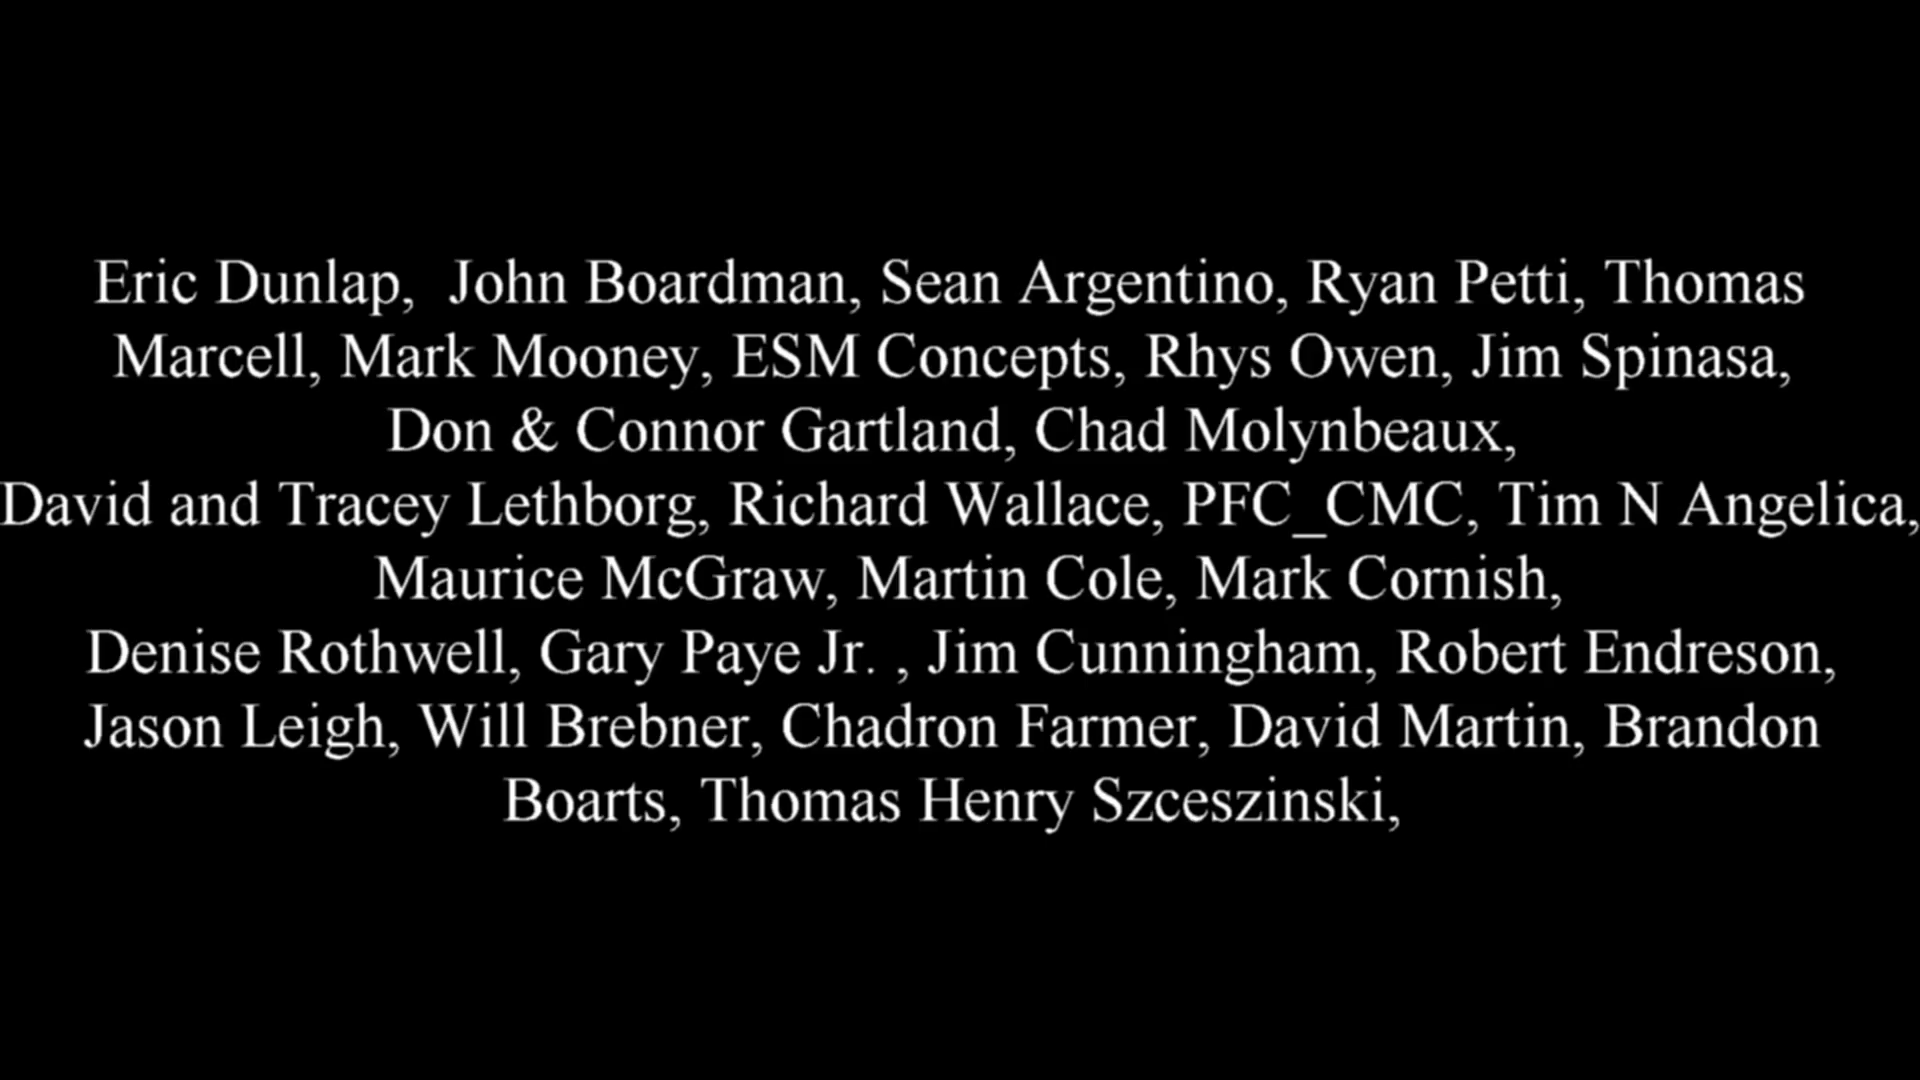 Eric Dunlap,  John Boardman, Sean Argentino, Ryan Petti, Thomas
Marcell, Mark Mooney, ESM Concepts, Rhys Owen, Jim Spinasa,
Don & Connor Gartland, Chad Molynbeaux,
David and Tracey Lethborg, Richard Wallace, PFC_CMC, Tim N Angelica,
Maurice McGraw, Martin Cole, Mark Cornish,
Denise Rothwell, Gary Paye Jr. , Jim Cunningham, Robert Endreson,
Jason Leigh, Will Brebner, Chadron Farmer, David Martin, Brandon
Boarts, Thomas Henry Szceszinski,